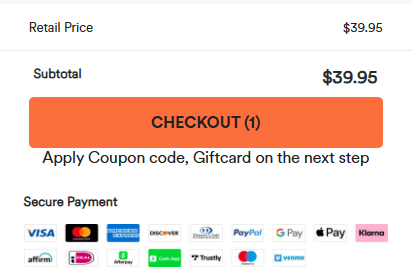 Retail Price $39.95
Subtotal $39.95
CHECKOUT (1)
Apply Coupon code, Giftcard on the next step
Secure Payment
VISA AMERICAN EXPRESS DISCOVER PayPal G Pay Pay Klarna
affirm Afterpay Cash App Trustly venmo